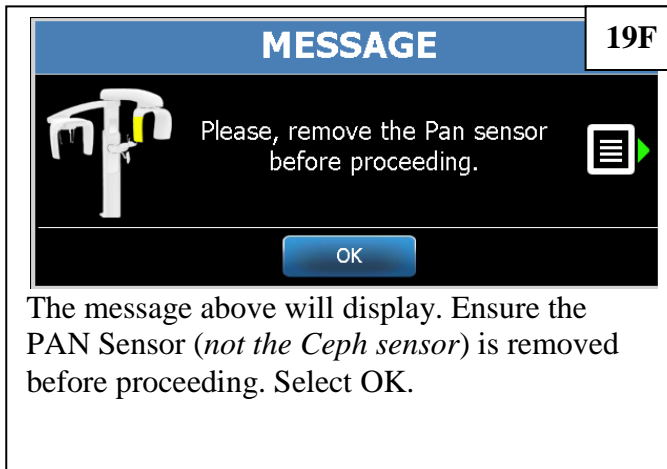 MESSAGE
19F
Please, remove the Pan sensor
before proceeding.
OK
The message above will display. Ensure the
PAN Sensor (not the Ceph sensor) is removed
before proceeding. Select OK.